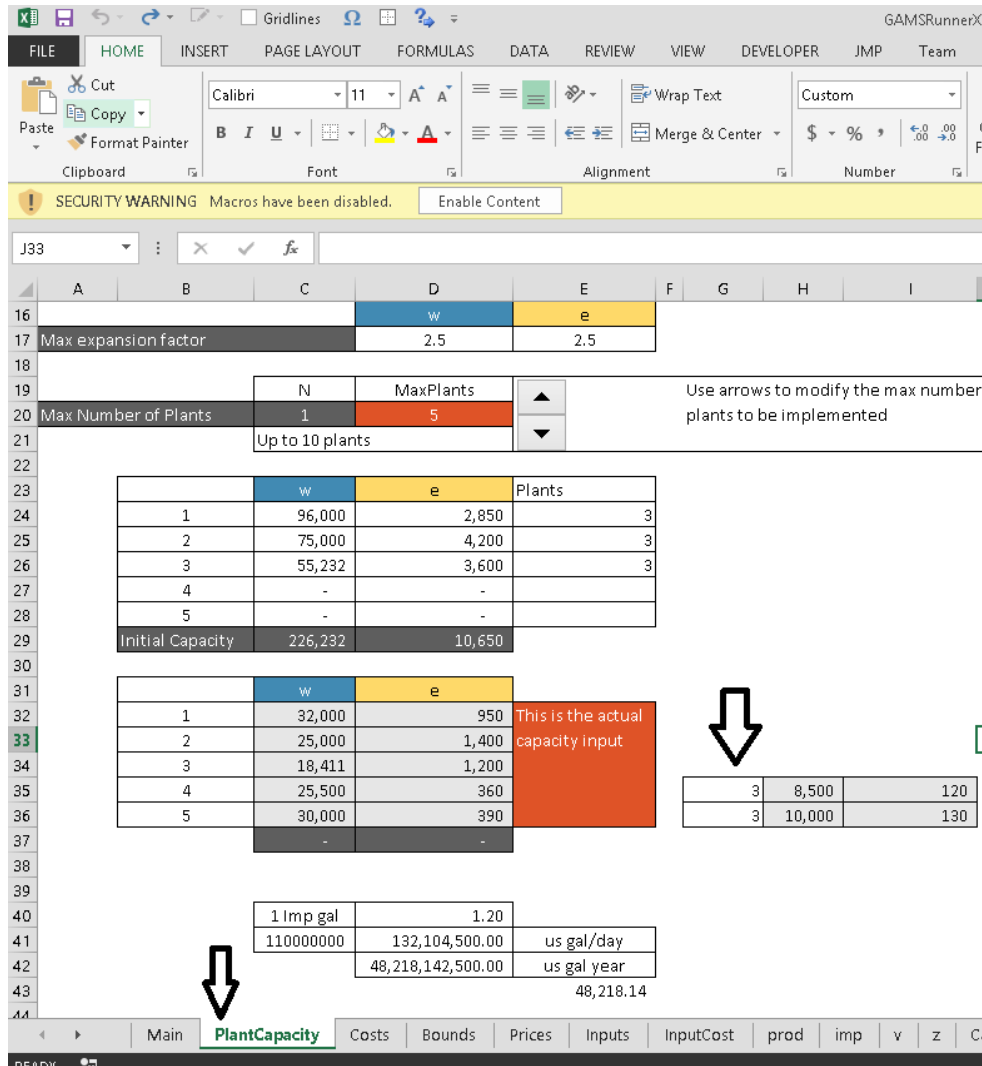 Gridlines
GAMSRunnerX
FILE HOME INSERT PAGE LAYOUT FORMULAS DATA REVIEW VIEW DEVELOPER JMP Team
Cut
Copy
Format Painter
Paste
Calibri 11 A A
B I U A
Wrap Text
Merge & Center
Custom
$ % ,
Clipboard Font Alignment Number
SECURITY WARNING Macros have been disabled. Enable Content
J33 fx
A B C D E F G H I
16 w e
17 Max expansion factor 2.5 2.5
18
19 N MaxPlants Use arrows to modify the max number
20 Max Number of Plants 1 5 plants to be implemented
21 Up to 10 plants
22
23 w e Plants
24 1 96,000 2,850 3
25 2 75,000 4,200 3
26 3 55,232 3,600 3
27 4 - -
28 5 - -
29 Initial Capacity 226,232 10,650
30
31 w e
32 1 32,000 950 This is the actual
33 2 25,000 1,400 capacity input
34 3 18,411 1,200
35 4 25,500 360 3 8,500 120
36 5 30,000 390 3 10,000 130
37 - -
38
39
40 1 Imp gal 1.20
41 110000000 132,104,500.00 us gal/day
42 48,218,142,500.00 us gal year
43 48,218.14
44
Main PlantCapacity Costs Bounds Prices Inputs InputCost prod imp v z
READY